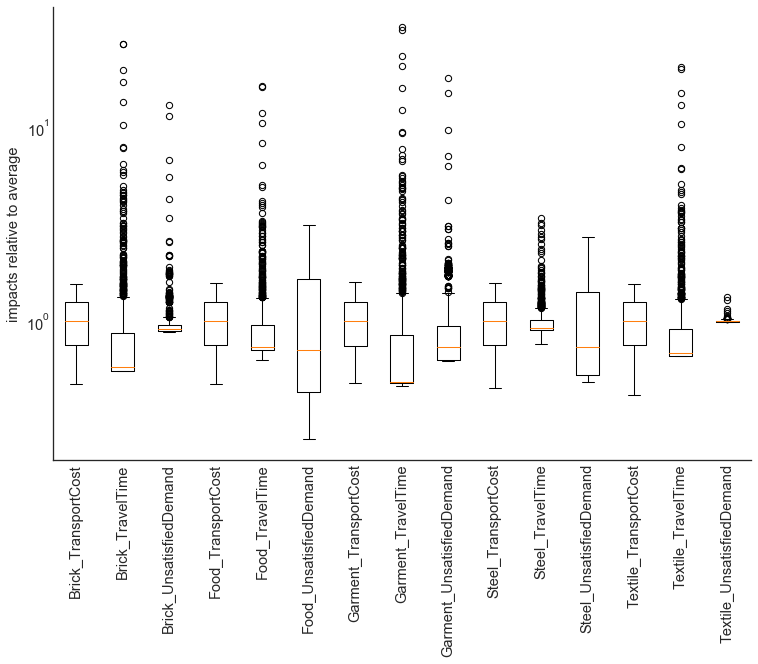 impacts relative to average
10¹
10⁰
Brick_TransportCost
Brick_TravelTime
Brick_UnsatisfiedDemand
Food_TransportCost
Food_TravelTime
Food_UnsatisfiedDemand
Garment_TransportCost
Garment_TravelTime
Garment_UnsatisfiedDemand
Steel_TransportCost
Steel_TravelTime
Steel_UnsatisfiedDemand
Textile_TransportCost
Textile_TravelTime
Textile_UnsatisfiedDemand